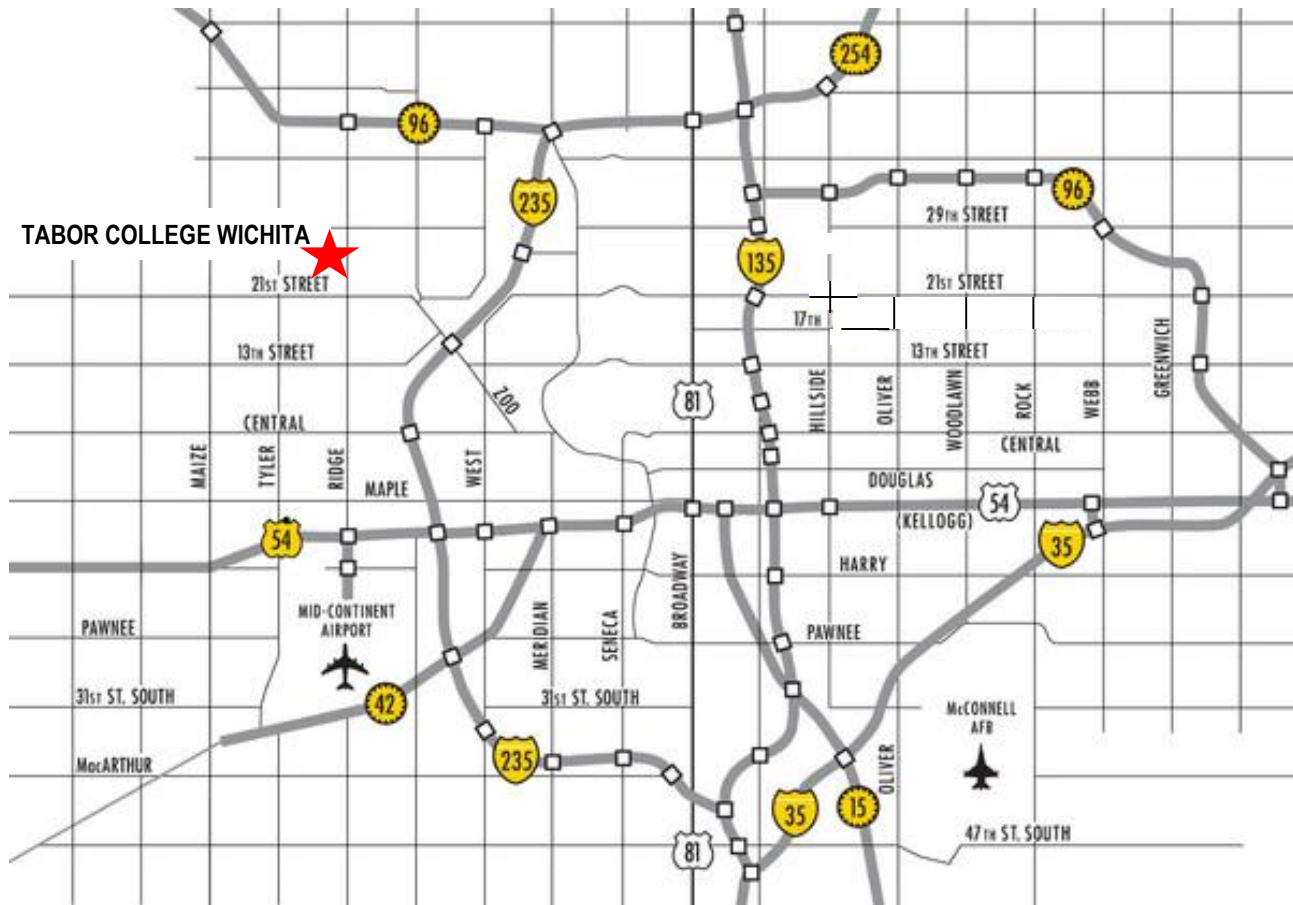 254
96
235
96
29TH STREET
TABOR COLLEGE WICHITA
135
21ST STREET
21ST STREET
17TH
13TH STREET
13TH STREET
ZOO
81
HILLSIDE
OLIVER
WOODLAWN
ROCK
WEBB
GREENWICH
CENTRAL
CENTRAL
MAIZE
TYLER
RIDGE
WEST
MAPLE
DOUGLAS
54
(KELLOGG)
54
35
HARRY
MID-CONTINENT
AIRPORT
MERIDIAN
SENECA
BROADWAY
PAWNEE
PAWNEE
31ST ST. SOUTH
42
31ST ST. SOUTH
McCONNELL
AFB
MacARTHUR
235
OLIVER
35
15
81
47TH ST. SOUTH